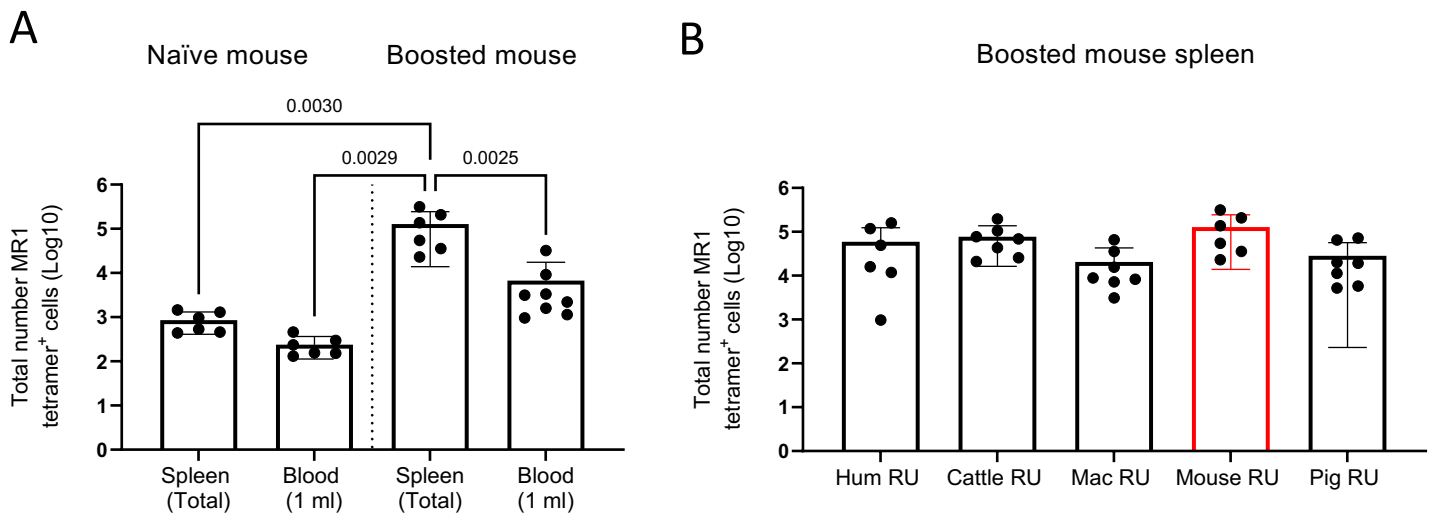 A
Naïve mouse
Boosted mouse
0.0030
0.0029
0.0025
Total number MR1
tetramer+ cells (Log10)
6
5
4
3
2
1
0
Spleen
(Total)
Blood
(1 ml)
Spleen
(Total)
Blood
(1 ml)
B
Boosted mouse spleen
Total number MR1
tetramer+ cells (Log10)
6
5
4
3
2
1
0
Hum RU
Cattle RU
Mac RU
Mouse RU
Pig RU